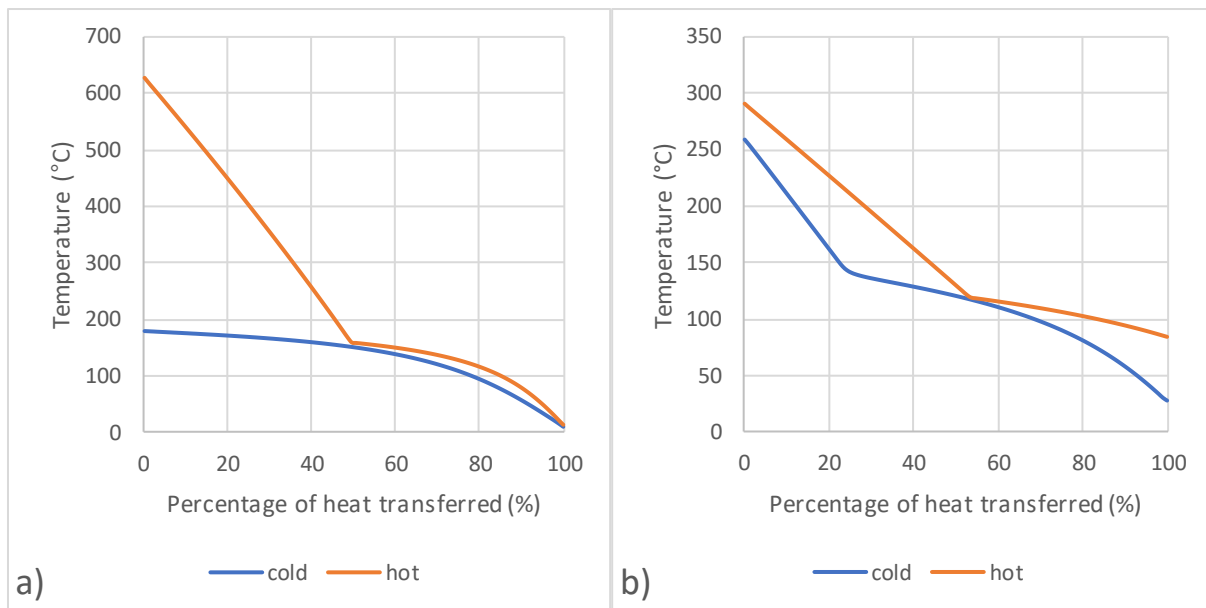 700
600
500
400
300
200
100
0
Temperature (°C)
0 20 40 60 80 100
Percentage of heat transferred (%)
cold hot
a)
350
300
250
200
150
100
50
0
Temperature (°C)
0 20 40 60 80 100
Percentage of heat transferred (%)
cold hot
b)